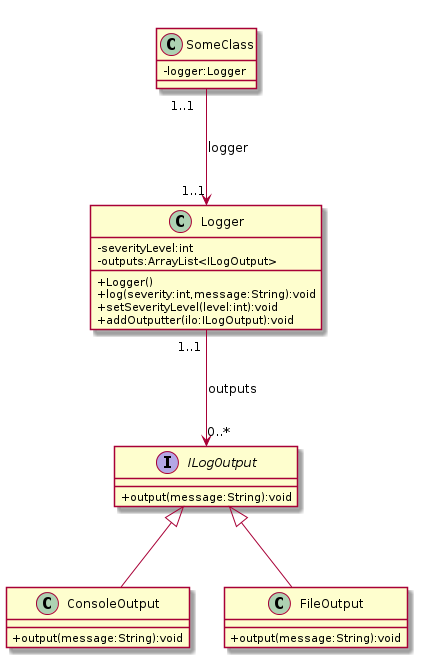 C SomeClass
-logger:Logger
1..1
logger
1..1
C Logger
-severityLevel:int
-outputs:ArrayList<ILogOutput>
+Logger()
+log(severity:int,message:String):void
+setSeverityLevel(level:int):void
+addOutputter(ilo:ILogOutput):void
1..1
outputs
0..*
I ILogOutput
+output(message:String):void
C ConsoleOutput
+output(message:String):void
C FileOutput
+output(message:String):void